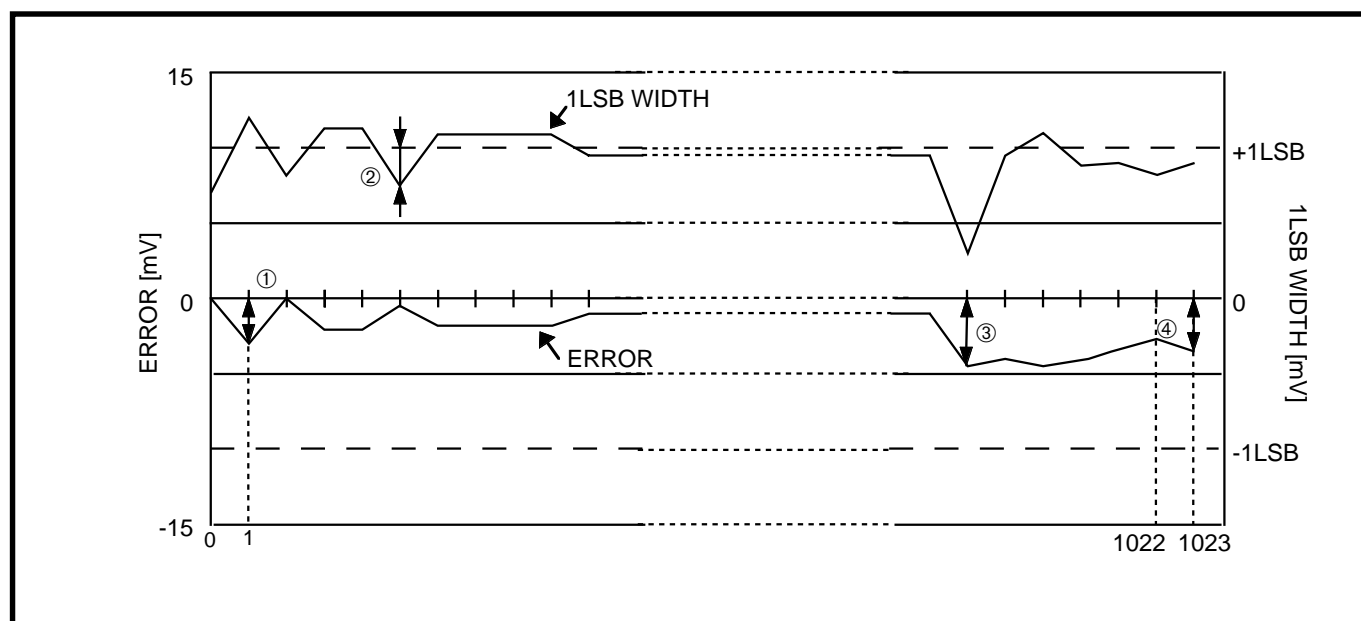 15
1LSB WIDTH
②
+1LSB
ERROR [mV]
1LSB WIDTH [mV]
①
0
0
③
④
ERROR
-1LSB
-15
0
1
1022
1023